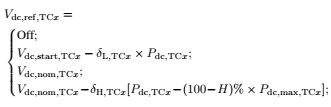 V_{dc,ref,TCx} =
Off;
V_{dc,start,TCx} − δ_{L,TCx} × P_{dc,TCx};
V_{dc,nom,TCx};
V_{dc,nom,TCx}−δ_{H,TCx}[P_{dc,TCx}−(100−H)% × P_{dc,max,TCx}];